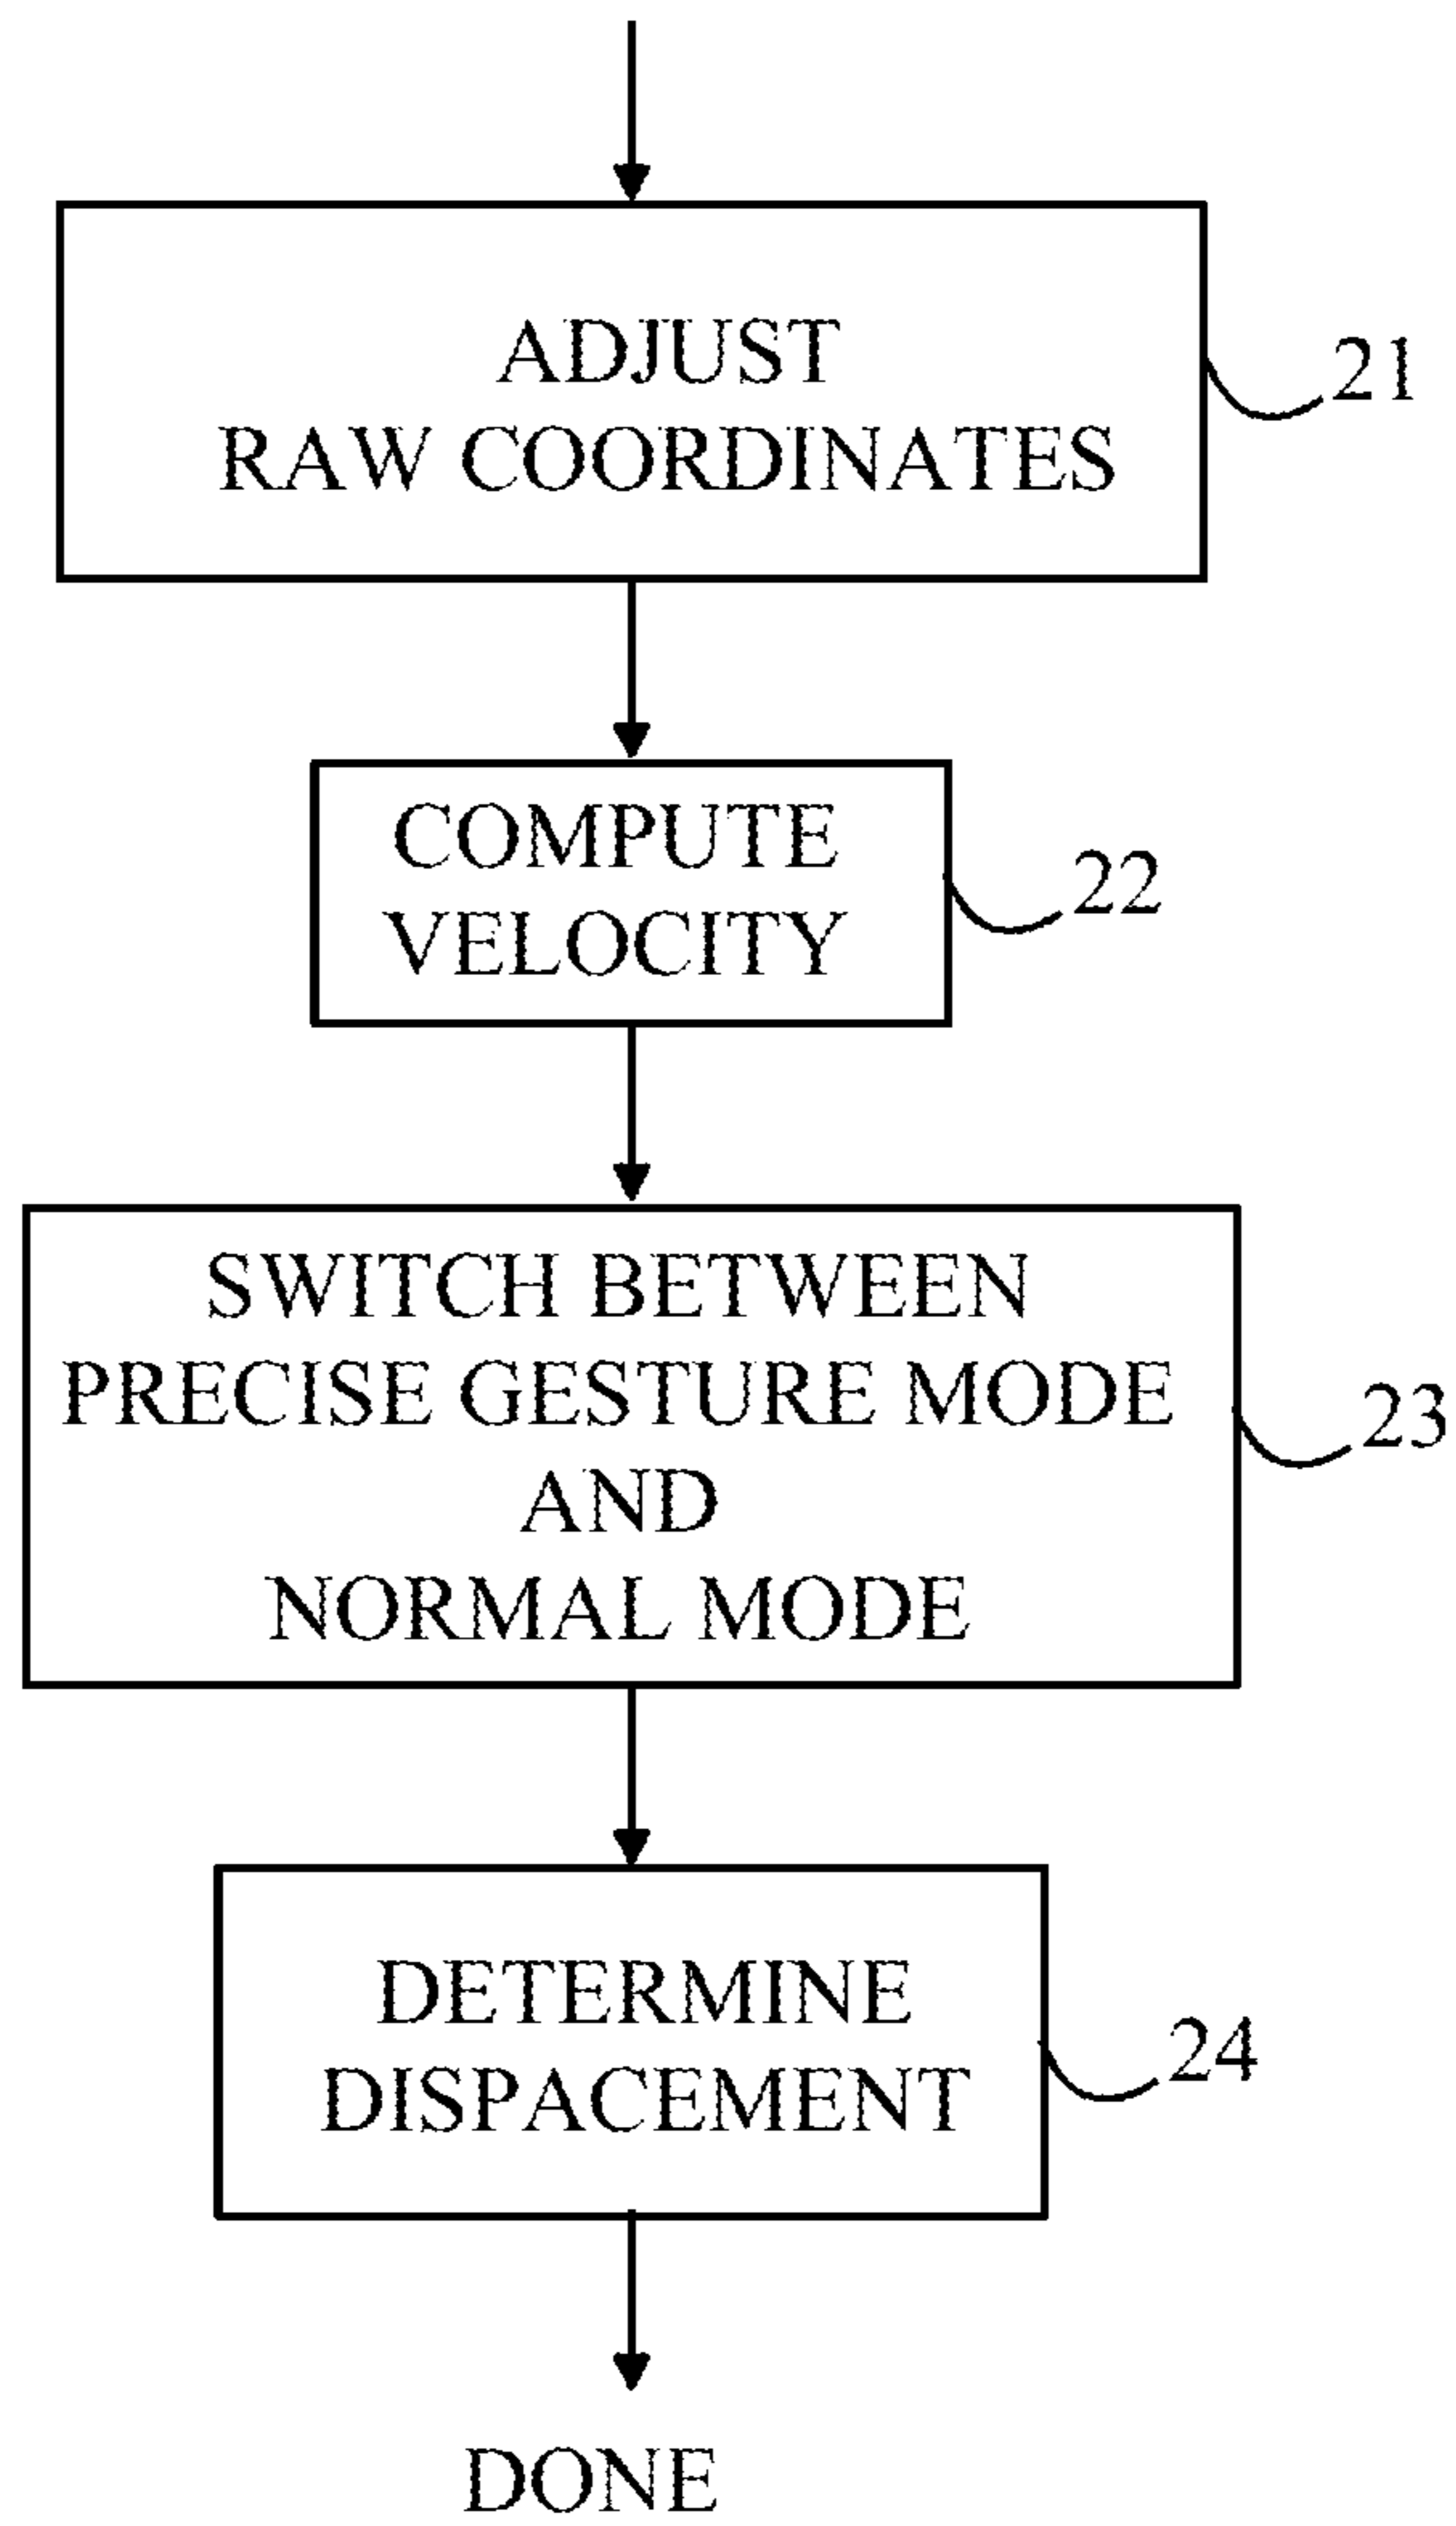 ADJUST
RAW COORDINATES
21
COMPUTE
VELOCITY
22
SWITCH BETWEEN
PRECISE GESTURE MODE
AND
NORMAL MODE
23
DETERMINE
DISPACEMENT
24
DONE